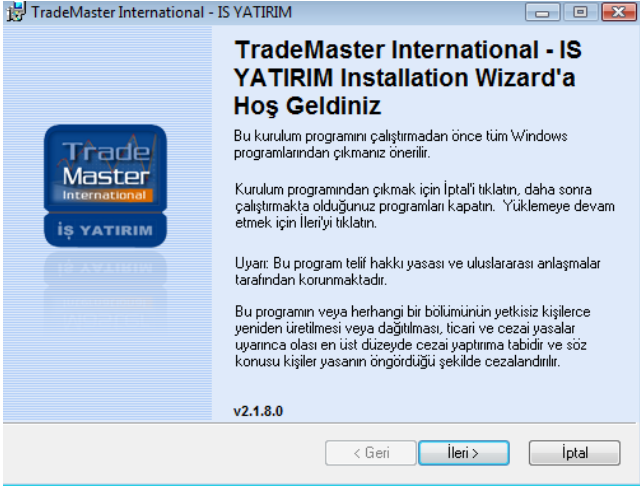 TradeMaster International - IS YATIRIM
TradeMaster International - IS
YATIRIM Installation Wizard'a
Hoş Geldiniz
Bu kurulum programını çalıştırmadan önce tüm Windows
programlarından çıkmanız önerilir.
Kurulum programından çıkmak için İptal'i tıklatın, daha sonra
çalıştırmakta olduğunuz programları kapatın. Yüklemeye devam
etmek için İleri'yi tıklatın.
Uyarı: Bu program telif hakkı yasası ve uluslararası anlaşmalar
tarafından korunmaktadır.
Bu programın veya herhangi bir bölümünün yetkisiz kişilerce
yeniden üretilmesi veya dağıtılması, ticari ve cezai yasalar
uyarınca olası en üst düzeyde cezai yaptırıma tabidir ve söz
konusu kişiler yasanın öngördüğü şekilde cezalandırılır.
v2.1.8.0
Trade
Master
International
İŞ YATIRIM
< Geri
İleri >
İptal